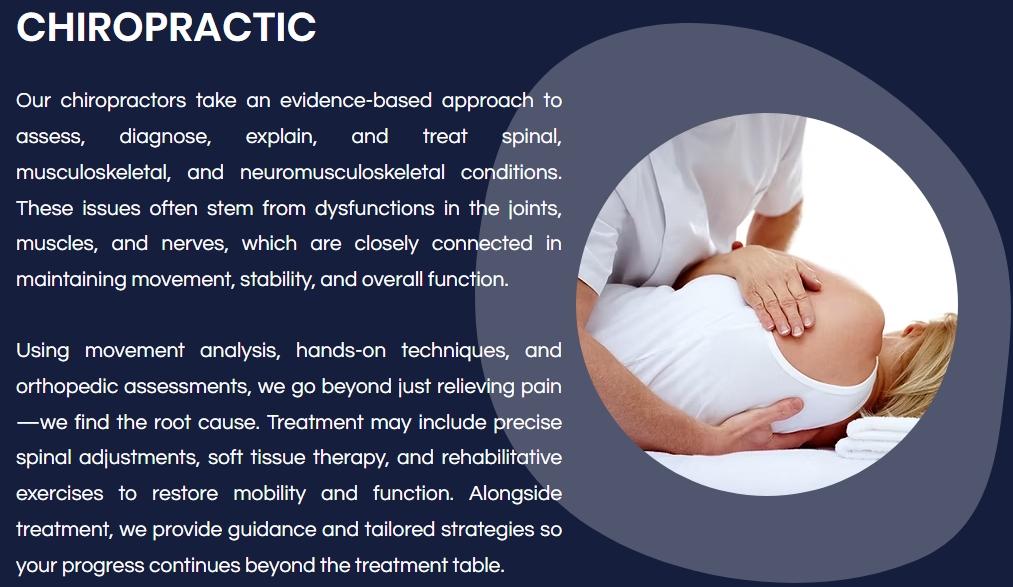 CHIROPRACTIC
Our chiropractors take an evidence-based approach to
assess, diagnose, explain, and treat spinal,
musculoskeletal, and neuromusculoskeletal conditions.
These issues often stem from dysfunctions in the joints,
muscles, and nerves, which are closely connected in
maintaining movement, stability, and overall function.
Using movement analysis, hands-on techniques, and
orthopedic assessments, we go beyond just relieving pain
—we find the root cause. Treatment may include precise
spinal adjustments, soft tissue therapy, and rehabilitative
exercises to restore mobility and function. Alongside
treatment, we provide guidance and tailored strategies so
your progress continues beyond the treatment table.